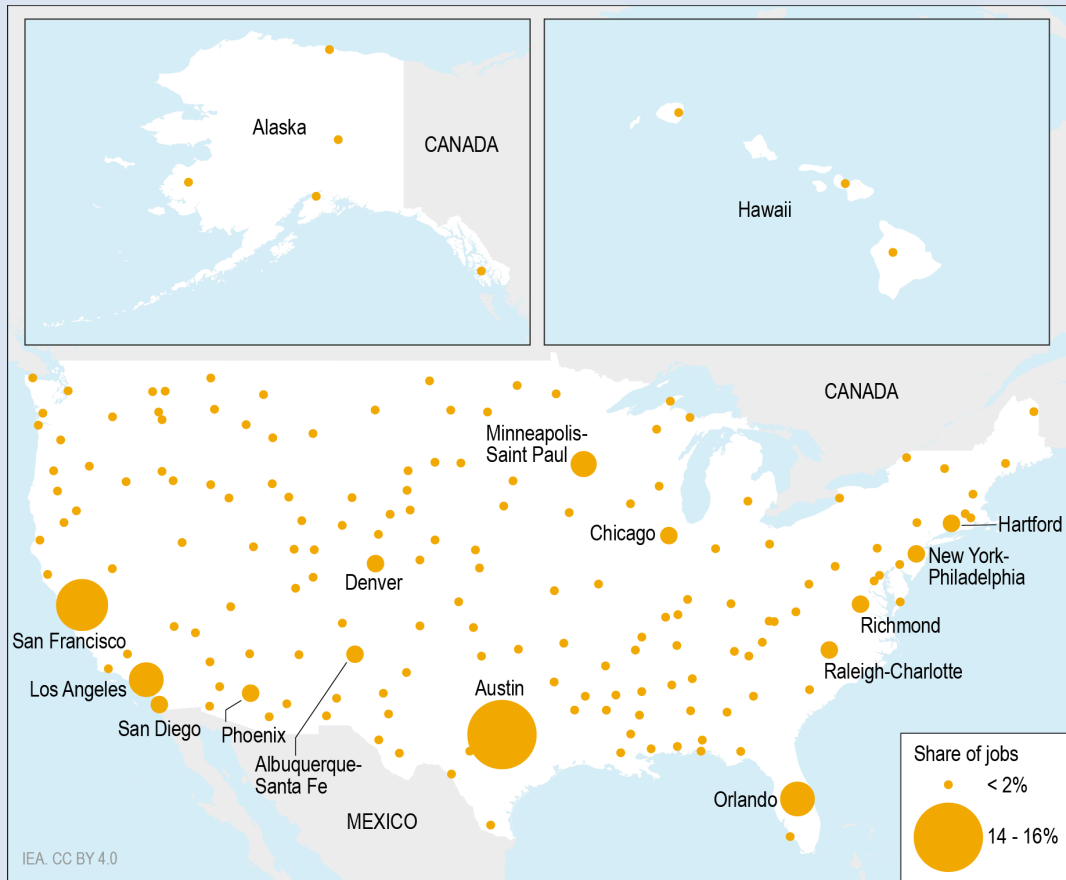 Alaska
CANADA
Hawaii
CANADA
Minneapolis-
Saint Paul
Chicago
Hartford
New York-
Philadelphia
Denver
San Francisco
Richmond
Raleigh-Charlotte
Los Angeles
Austin
San Diego
Phoenix
Albuquerque-
Santa Fe
Orlando
MEXICO
Share of jobs
< 2%
14 - 16%
IEA. CC BY 4.0